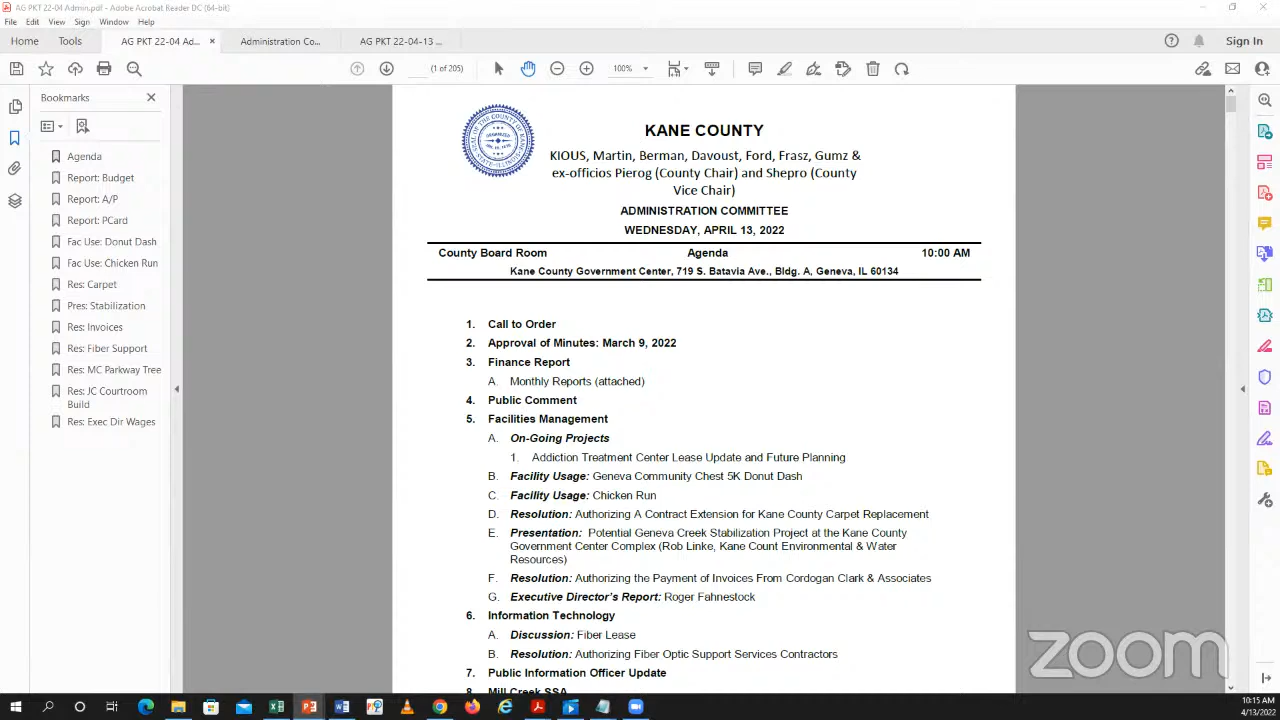 AG PKT 22-04 Admin.pdf - Adobe Acrobat Reader DC (64-bit)
File Edit View Sign Window Help
Home Tools AG PKT 22-04 Ad... × Administration Co... AG PKT 22-04-13 ... Sign In
(1 of 205) 100%
Bookmarks
Agenda
Report: Budget
Report: A/P
Report: PCard
Fac Use: Donut Dash
Fac Use: Chicken Run
Res: Carpet
Pres: Stabilization
Res: Invoices
Res: Fiber Support
Res: MC Parkway Tree
Res: JC Courtroom
Build
Res: Exec Dir Wages
KANE COUNTY
KIOUS, Martin, Berman, Davoust, Ford, Frasz, Gumz &
ex-officios Pierog (County Chair) and Shepro (County
Vice Chair)
ADMINISTRATION COMMITTEE
WEDNESDAY, APRIL 13, 2022
County Board Room Agenda 10:00 AM
Kane County Government Center, 719 S. Batavia Ave., Bldg. A, Geneva, IL 60134
1. Call to Order
2. Approval of Minutes: March 9, 2022
3. Finance Report
A. Monthly Reports (attached)
4. Public Comment
5. Facilities Management
A. On-Going Projects
1. Addiction Treatment Center Lease Update and Future Planning
B. Facility Usage: Geneva Community Chest 5K Donut Dash
C. Facility Usage: Chicken Run
D. Resolution: Authorizing A Contract Extension for Kane County Carpet Replacement
E. Presentation: Potential Geneva Creek Stabilization Project at the Kane County
Government Center Complex (Rob Linke, Kane Count Environmental & Water
Resources)
F. Resolution: Authorizing the Payment of Invoices From Cordogan Clark & Associates
G. Executive Director's Report: Roger Fahnestock
6. Information Technology
A. Discussion: Fiber Lease
B. Resolution: Authorizing Fiber Optic Support Services Contractors
7. Public Information Officer Update
8. Mill Creek SSA
zoom
10:15 AM
4/13/2022